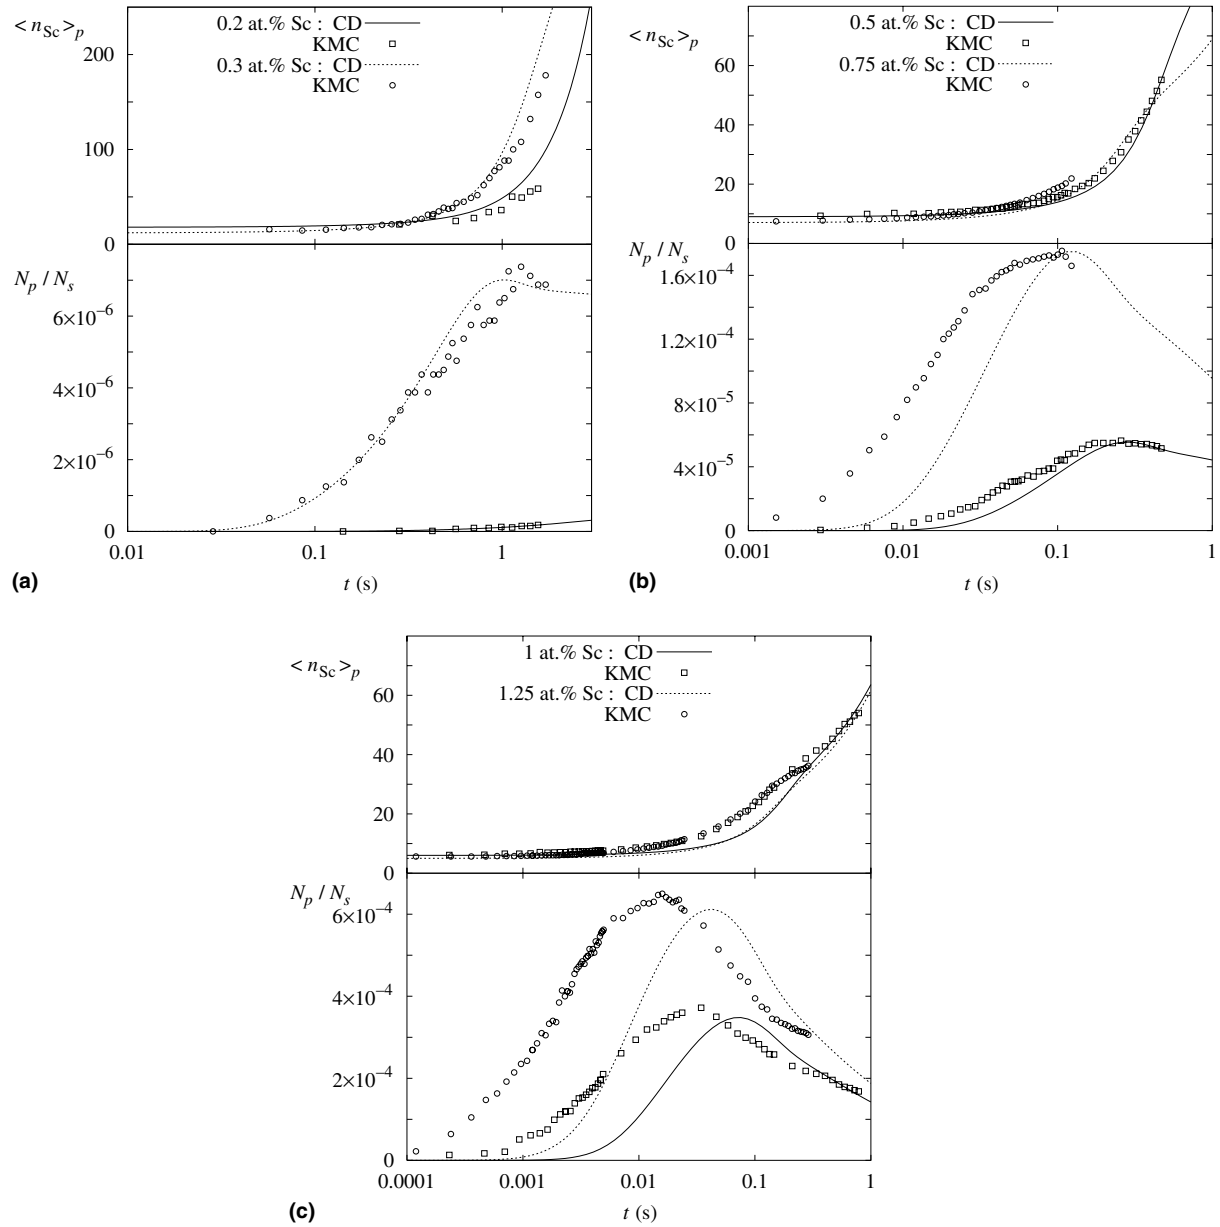 < n_Sc >_p
0.2 at.% Sc : CD
KMC
0.3 at.% Sc : CD
KMC
200
100
0
N_p / N_s
6×10⁻⁶
4×10⁻⁶
2×10⁻⁶
0
0.01 0.1 1
(a) t (s)
< n_Sc >_p
0.5 at.% Sc : CD
KMC
0.75 at.% Sc : CD
KMC
60
40
20
0
N_p / N_s
1.6×10⁻⁴
1.2×10⁻⁴
8×10⁻⁵
4×10⁻⁵
0
0.001 0.01 0.1 1
(b) t (s)
< n_Sc >_p
1 at.% Sc : CD
KMC
1.25 at.% Sc : CD
KMC
60
40
20
0
N_p / N_s
6×10⁻⁴
4×10⁻⁴
2×10⁻⁴
0
0.0001 0.001 0.01 0.1 1
(c) t (s)